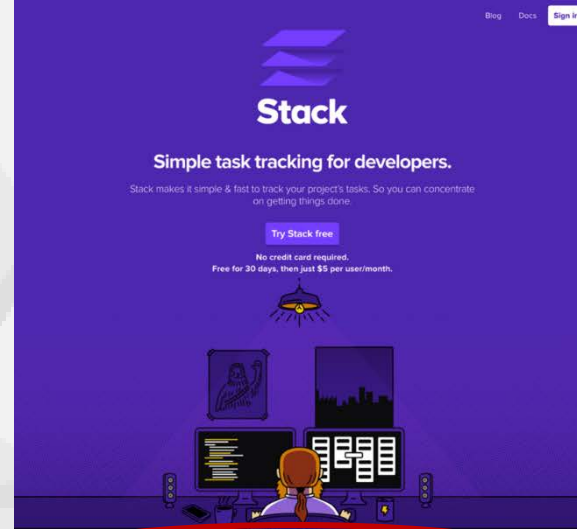 Blog Docs Sign in
Stack
Simple task tracking for developers.
Stack makes it simple & fast to track your project's tasks. So you can concentrate
on getting things done.
Try Stack free
No credit card required.
Free for 30 days, then just $5 per user/month.